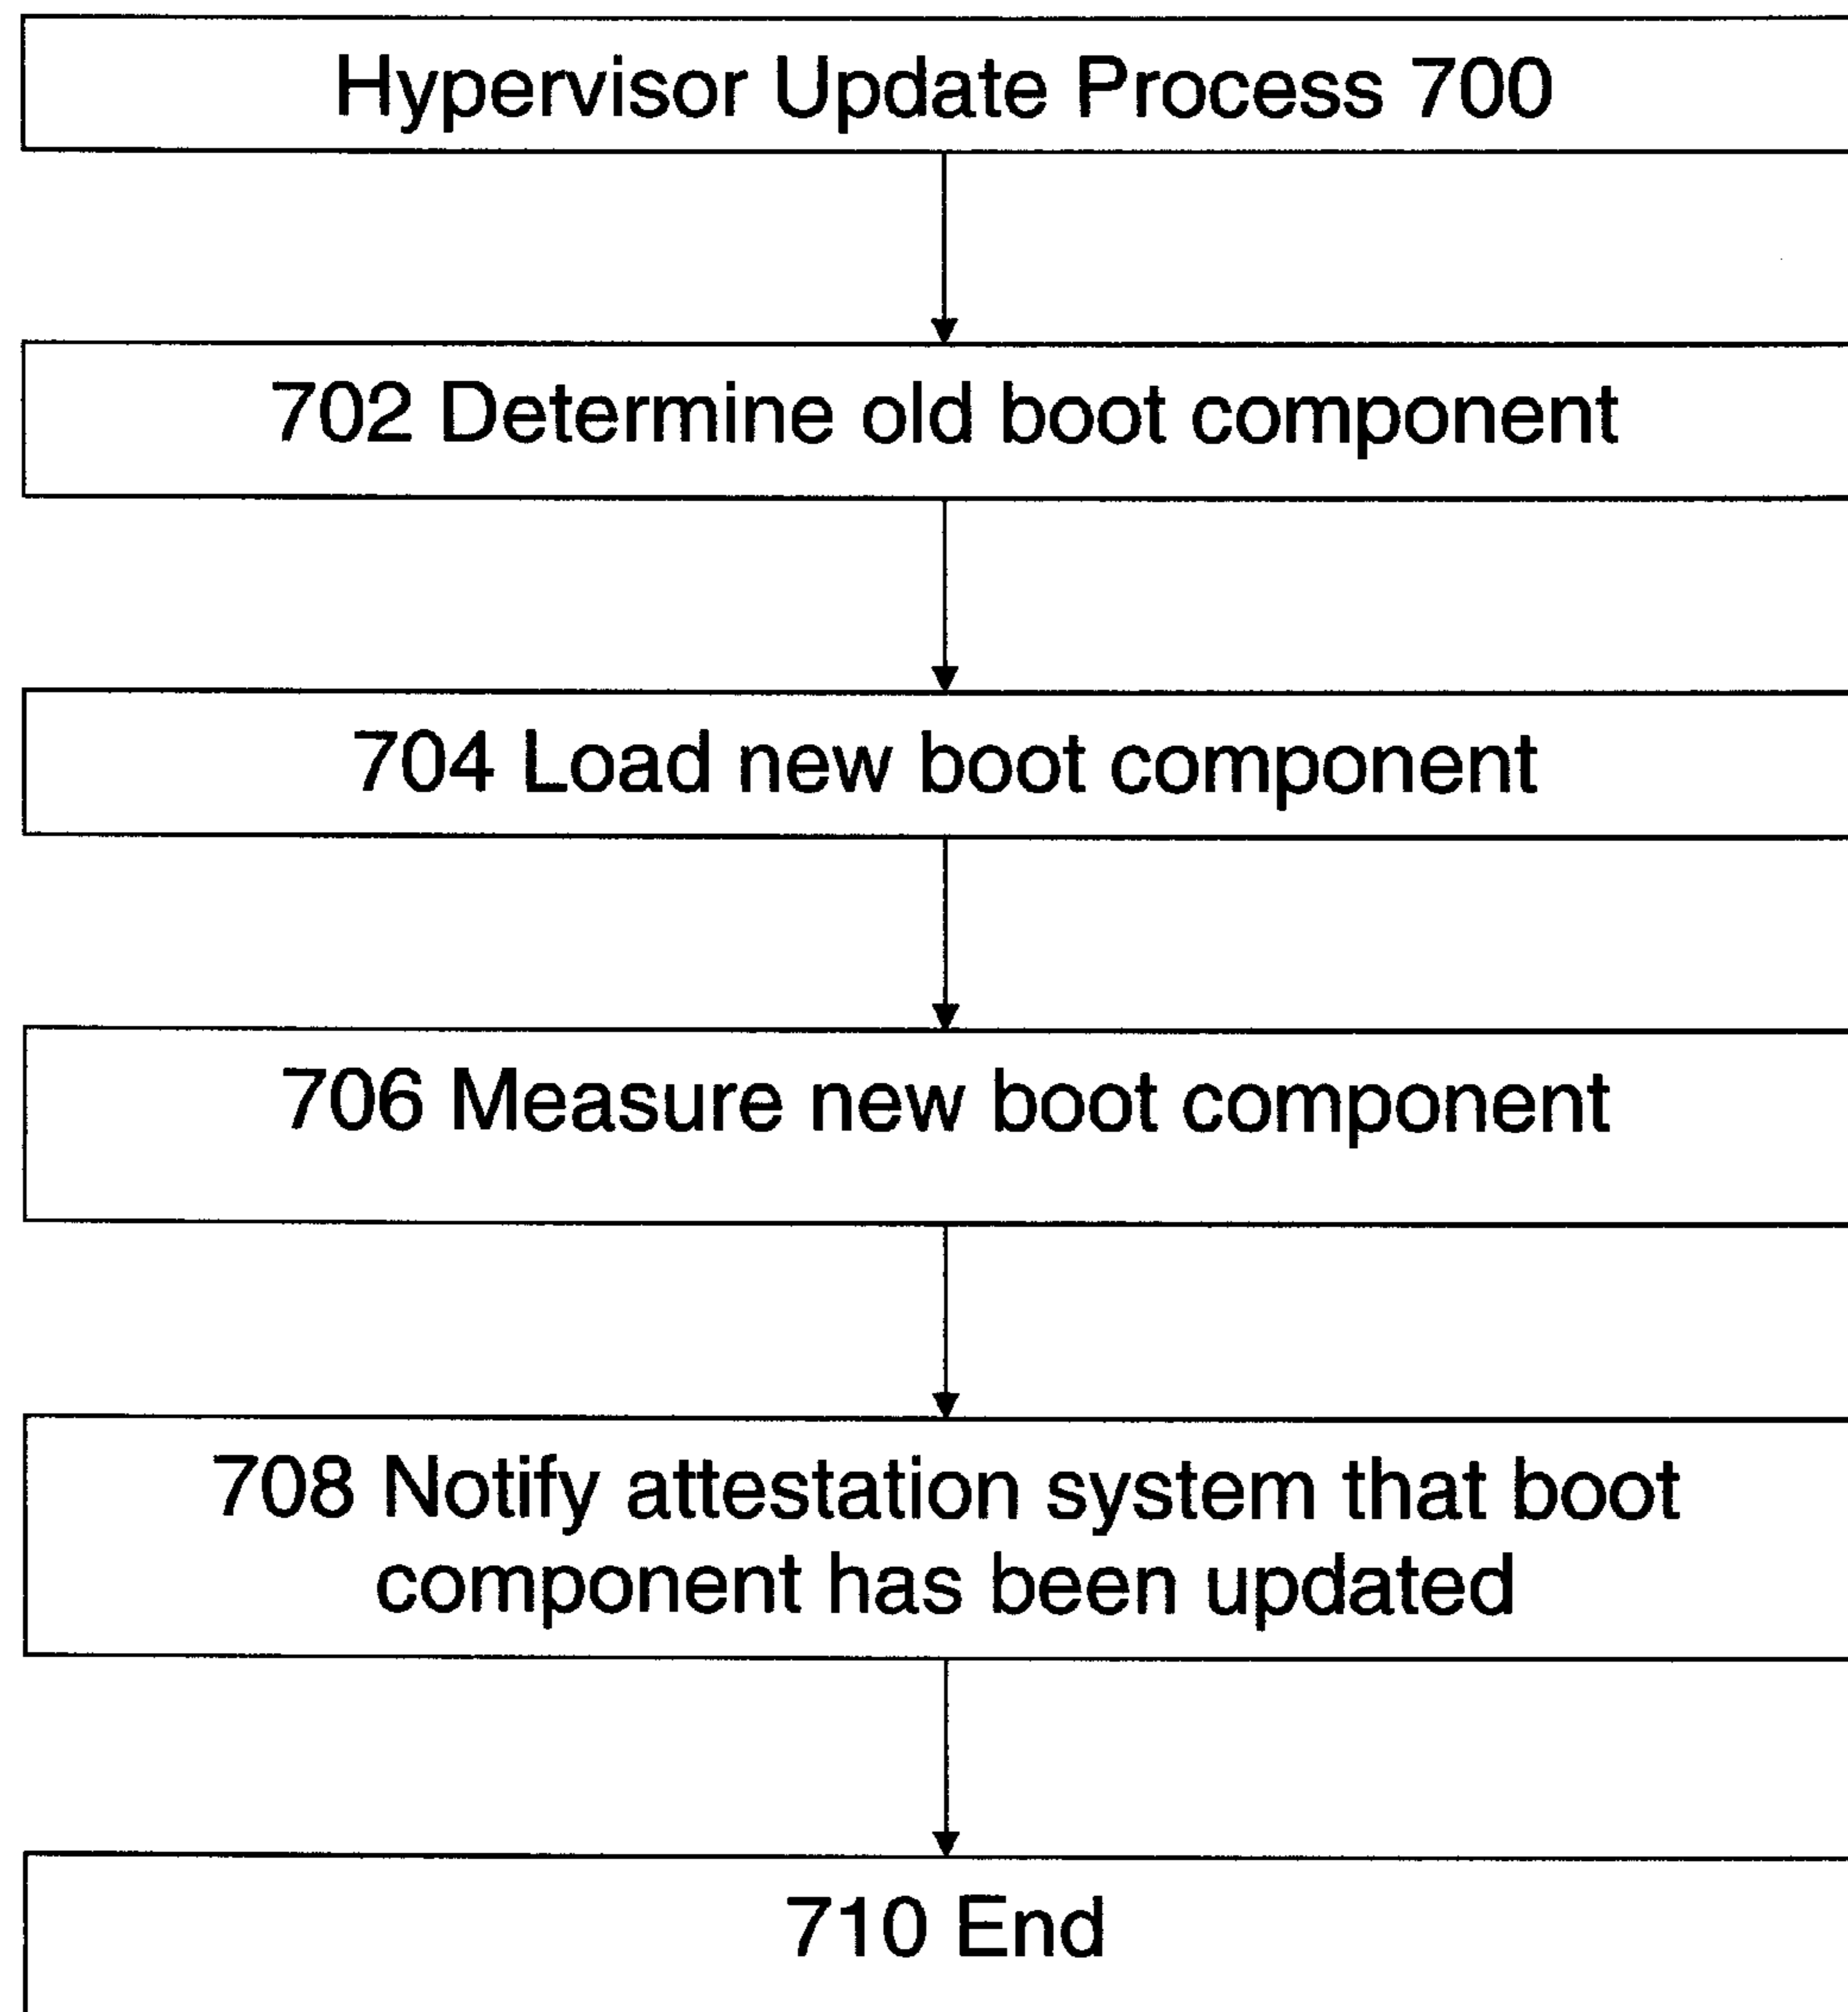 Hypervisor Update Process 700
702 Determine old boot component
704 Load new boot component
706 Measure new boot component
708 Notify attestation system that boot
component has been updated
710 End